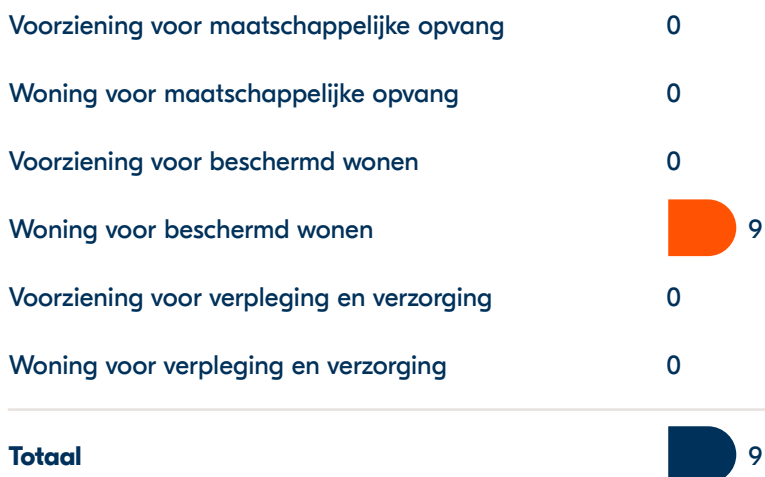 Voorziening voor maatschappelijke opvang 0
Woning voor maatschappelijke opvang 0
Voorziening voor beschermd wonen 0
Woning voor beschermd wonen 9
Voorziening voor verpleging en verzorging 0
Woning voor verpleging en verzorging 0
Totaal 9